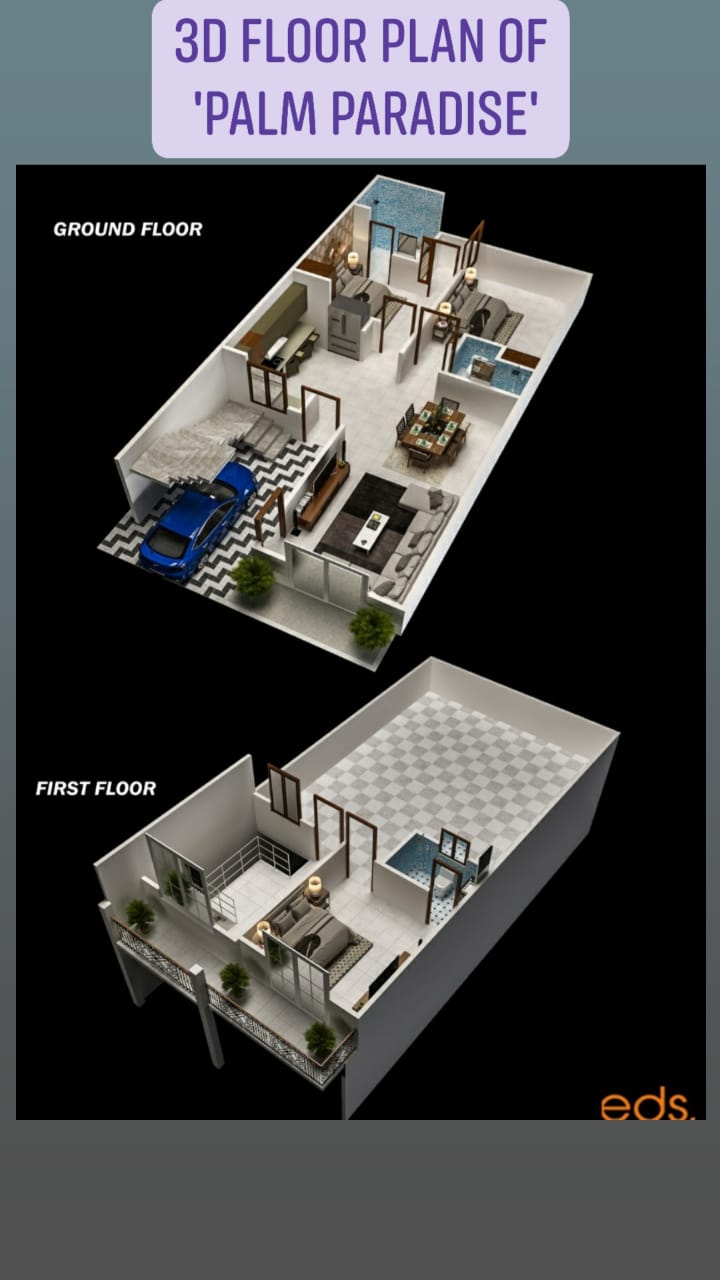 3D FLOOR PLAN OF
'PALM PARADISE'
GROUND FLOOR
FIRST FLOOR
eds.